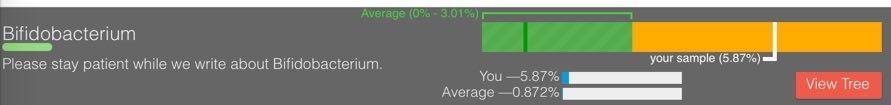 Average (0% - 3.01%)
Bifidobacterium
your sample (5.87%)
Please stay patient while we write about Bifidobacterium.
You —5.87%
Average —0.872%
View Tree